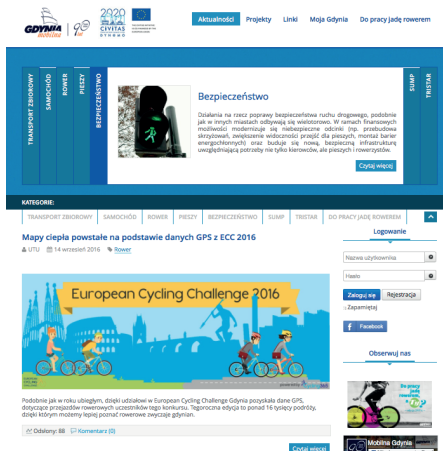 GDYNIA
mobilna
90
2020
CIVITAS
DYN@MO
Aktualności Projekty Linki Moja Gdynia Do pracy jadę rowerem
TRANSPORT ZBIOROWY
SAMOCHÓD
ROWER
PIESZY
BEZPIECZEŃSTWO
Bezpieczeństwo
Działania na rzecz poprawy bezpieczeństwa ruchu drogowego, podobnie
jak w innych miastach odbywają się wielotorowo. W ramach finansowych
możliwości modernizuje się niebezpieczne odcinki (np. przebudowa
skrzyżowań, zwiększenie widoczności przejść dla pieszych, montaż barier
energochłonnych) oraz buduje się nową, bezpieczną infrastrukturę
uwzględniającą potrzeby nie tylko kierowców, ale pieszych i rowerzystów.
Czytaj więcej
SUMP
TRISTAR
KATEGORIE:
TRANSPORT ZBIOROWY SAMOCHÓD ROWER PIESZY BEZPIECZEŃSTWO SUMP TRISTAR DO PRACY JADĘ ROWEREM
Mapy ciepła powstałe na podstawie danych GPS z ECC 2016
UTU 14 wrzesień 2016 Rower
European Cycling Challenge 2016
Podobnie jak w roku ubiegłym, dzięki udziałowi w European Cycling Challenge Gdynia pozyskała dane GPS,
dotyczące przejazdów rowerowych uczestników tego konkursu. Tegoroczna edycja to ponad 16 tysięcy podróży,
dzięki którym możemy lepiej poznać rowerowe zwyczaje gdynian.
Odsłony: 88 Komentarz (0)
Czytaj więcej
Logowanie
Nazwa użytkownika
Hasło
Zaloguj się Rejestracja
Zapamiętaj
Facebook
Obserwuj nas
Do pracy
jadę
rowerem
Mobilna Gdynia